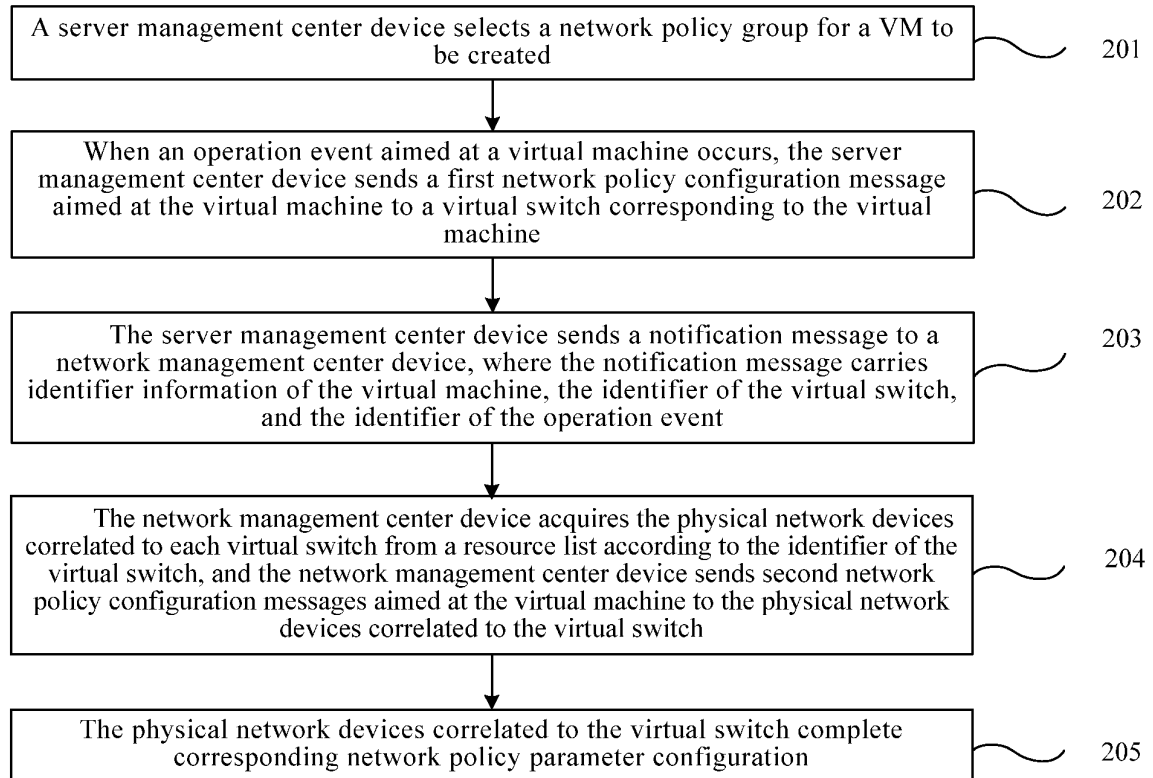 A server management center device selects a network policy group for a VM to
be created
201
When an operation event aimed at a virtual machine occurs, the server
management center device sends a first network policy configuration message
aimed at the virtual machine to a virtual switch corresponding to the virtual
machine
202
The server management center device sends a notification message to a
network management center device, where the notification message carries
identifier information of the virtual machine, the identifier of the virtual switch,
and the identifier of the operation event
203
The network management center device acquires the physical network devices
correlated to each virtual switch from a resource list according to the identifier of the
virtual switch, and the network management center device sends second network
policy configuration messages aimed at the virtual machine to the physical network
devices correlated to the virtual switch
204
The physical network devices correlated to the virtual switch complete
corresponding network policy parameter configuration
205